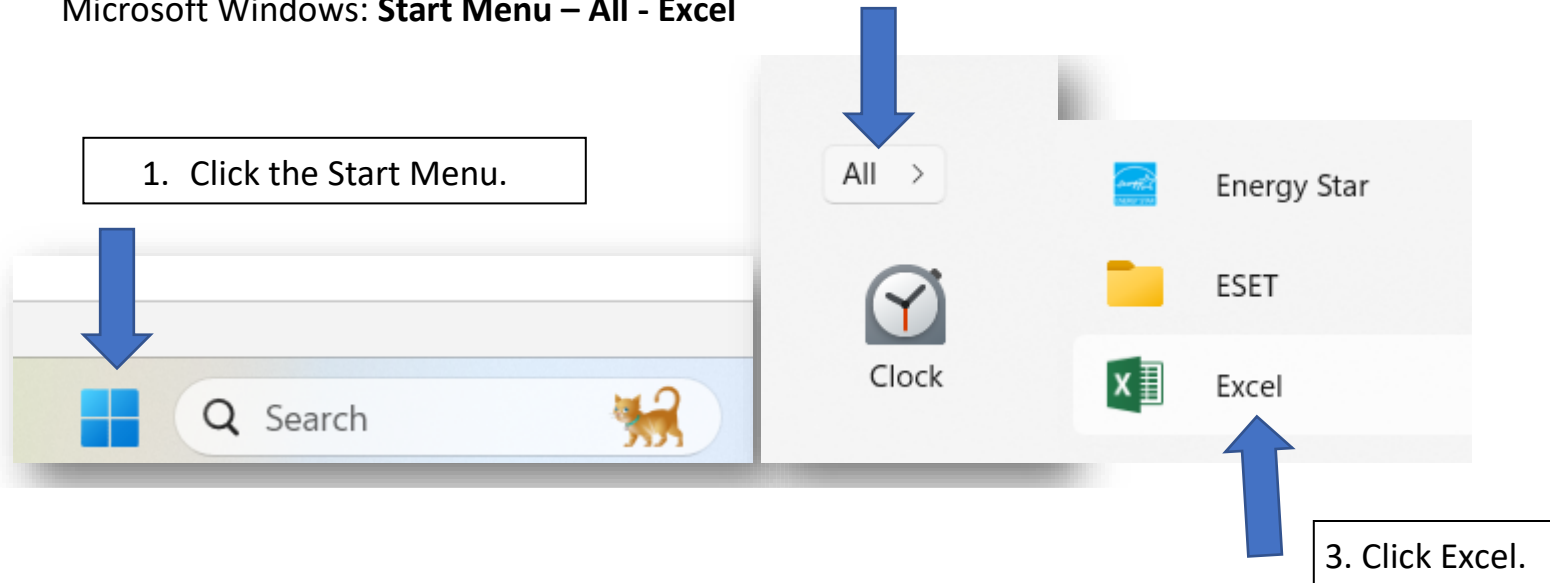 Microsoft Windows: Start Menu – All - Excel
1. Click the Start Menu.
All >
Energy Star
ESET
Clock
Excel
Search
3. Click Excel.